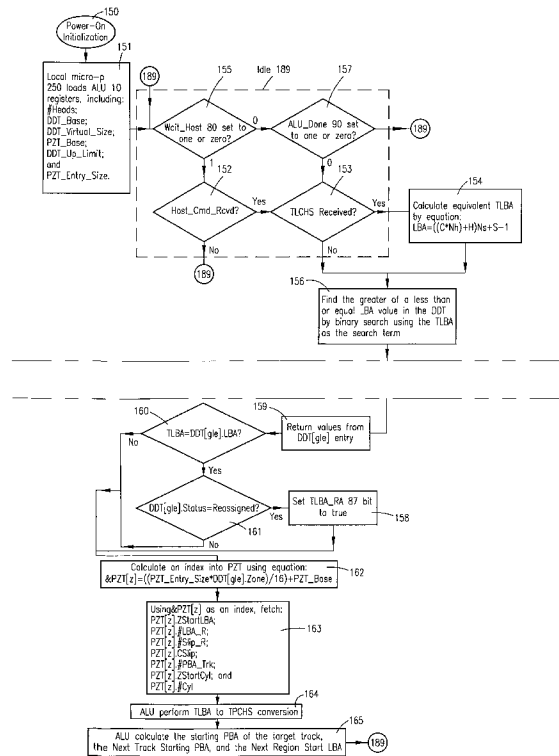 150
Power-On
Initialization
151
Local micro-p
250 loads ALU 10
registers, including:
#Heads;
DDT_Base;
DDT_Virtual_Size;
PZT_Base;
DDT_Up_Limit;
and
PZT_Entry_Size.
189
Idle 189
155
Wait_Host 80 set to
one or zero?
0
1
157
ALU_Done 90 set
to one or zero?
189
0
152
Host_Cmd_Rcvd?
Yes
No
189
153
TLCHS Received?
Yes
No
154
Calculate equivalent TLBA
by equation:
LBA=((C*Nh)+H)Ns+S-1
156
Find the greater of a less than
or equal LBA value in the DDT
by binary search using the TLBA
as the search term
160
TLBA=DDT[gle].LBA?
No
Yes
159
Return values from
DDT[gle] entry
DDT[gle].Status=Reassigned?
161
Yes
No
Set TLBA_RA 87 bit
to true
158
Calculate an index into PZT using equation:
&PZT[z]=((PZT_Entry_Size*DDT[gle].Zone)/16)+PZT_Base
162
Using&PZT[z] as an index, fetch:
PZT[z].ZStartLBA;
PZT[z].#LBA_R;
PZT[z].#Slip_R;
PZT[z].CSlip;
PZT[z].#PBA_Trk;
PZT[z].ZStartCyl; and
PZT[z].#Cyl
163
ALU perform TLBA to TPCHS conversion
164
165
ALU calculate the starting PBA of the target track,
the Next Track Starting PBA, and the Next Region Start LBA
189